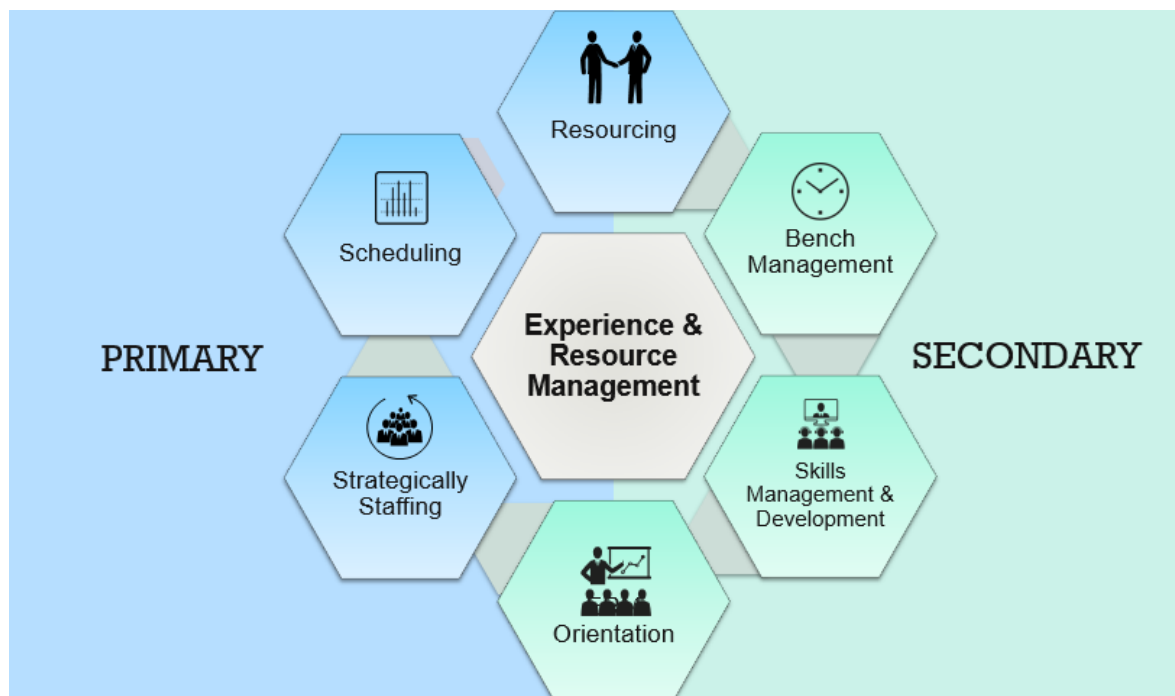 Resourcing
Scheduling
Bench
Management
Experience &
Resource
Management
PRIMARY
SECONDARY
Strategically
Staffing
Skills
Management &
Development
Orientation